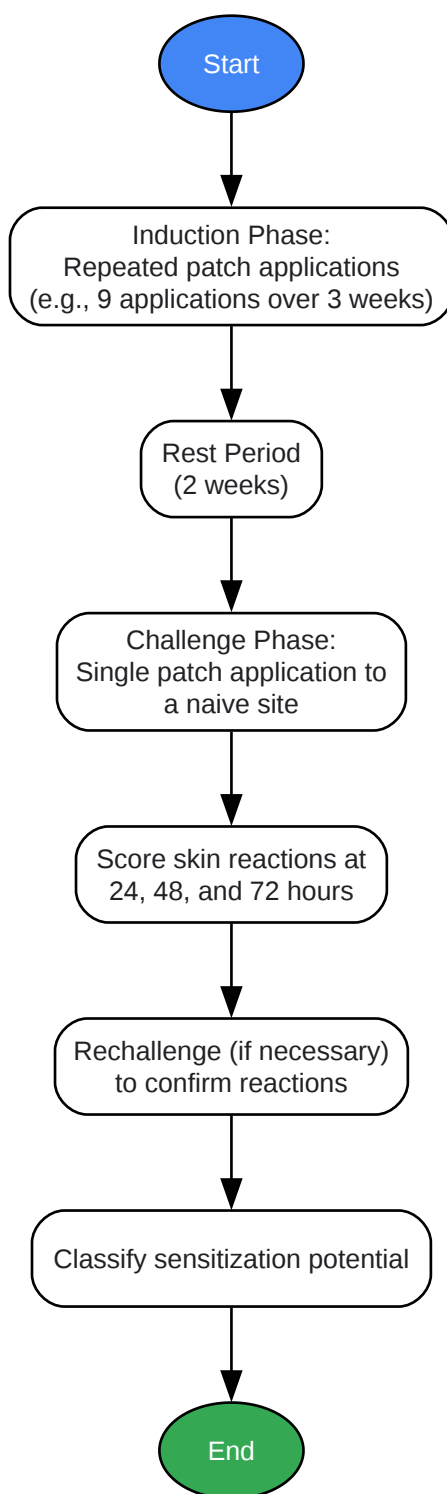 Start
Induction Phase:
Repeated patch applications
(e.g., 9 applications over 3 weeks)
Rest Period
(2 weeks)
Challenge Phase:
Single patch application to
a naive site
Score skin reactions at
24, 48, and 72 hours
Rechallenge (if necessary)
to confirm reactions
Classify sensitization potential
End